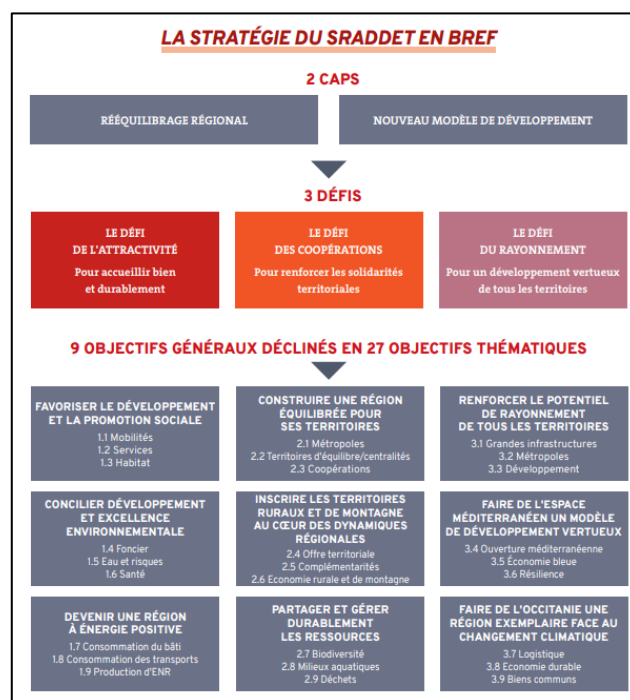 LA STRATÉGIE DU SRADDET EN BREF
2 CAPS
RÉÉQUILIBRAGE RÉGIONAL
NOUVEAU MODÈLE DE DÉVELOPPEMENT
3 DÉFIS
LE DÉFI
DE L'ATTRACTIVITÉ
Pour accueillir bien
et durablement
LE DÉFI
DES COOPÉRATIONS
Pour renforcer les solidarités
territoriales
LE DÉFI
DU RAYONNEMENT
Pour un développement vertueux
de tous les territoires
9 OBJECTIFS GÉNÉRAUX DÉCLINÉS EN 27 OBJECTIFS THÉMATIQUES
FAVORISER LE DÉVELOPPEMENT
ET LA PROMOTION SOCIALE
1.1 Mobilités
1.2 Services
1.3 Habitat
CONSTRUIRE UNE RÉGION
ÉQUILIBRÉE POUR
SES TERRITOIRES
2.1 Métropoles
2.2 Territoires d'équilibre/centralités
2.3 Coopérations
RENFORCER LE POTENTIEL
DE RAYONNEMENT
DE TOUS LES TERRITOIRES
3.1 Grandes infrastructures
3.2 Métropoles
3.3 Développement
CONCILIER DÉVELOPPEMENT
ET EXCELLENCE
ENVIRONNEMENTALE
1.4 Foncier
1.5 Eau et risques
1.6 Santé
INSCRIRE LES TERRITOIRES
RURAUX ET DE MONTAGNE
AU CŒUR DES DYNAMIQUES
RÉGIONALES
2.4 Offre territoriale
2.5 Complémentarités
2.6 Economie rurale et de montagne
FAIRE DE L'ESPACE
MÉDITERRANÉEN UN MODÈLE
DE DÉVELOPPEMENT VERTUEUX
3.4 Ouverture méditerranéenne
3.5 Économie bleue
3.6 Résilience
DEVENIR UNE RÉGION
À ÉNERGIE POSITIVE
1.7 Consommation du bâti
1.8 Consommation des transports
1.9 Production d'ENR
PARTAGER ET GÉRER
DURABLEMENT
LES RESSOURCES
2.7 Biodiversité
2.8 Milieux aquatiques
2.9 Déchets
FAIRE DE L'OCCITANIE UNE
RÉGION EXEMPLAIRE FACE AU
CHANGEMENT CLIMATIQUE
3.7 Logistique
3.8 Economie durable
3.9 Biens communs